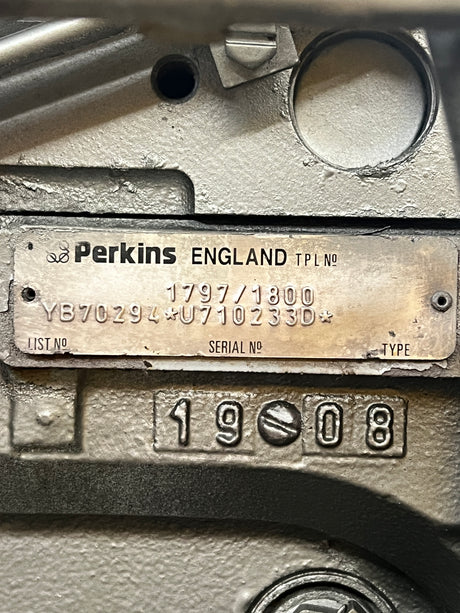 Perkins ENGLAND TPL Nº
1797/1800
YB70294*U710233D*
LIST Nº SERIAL Nº TYPE
19 08